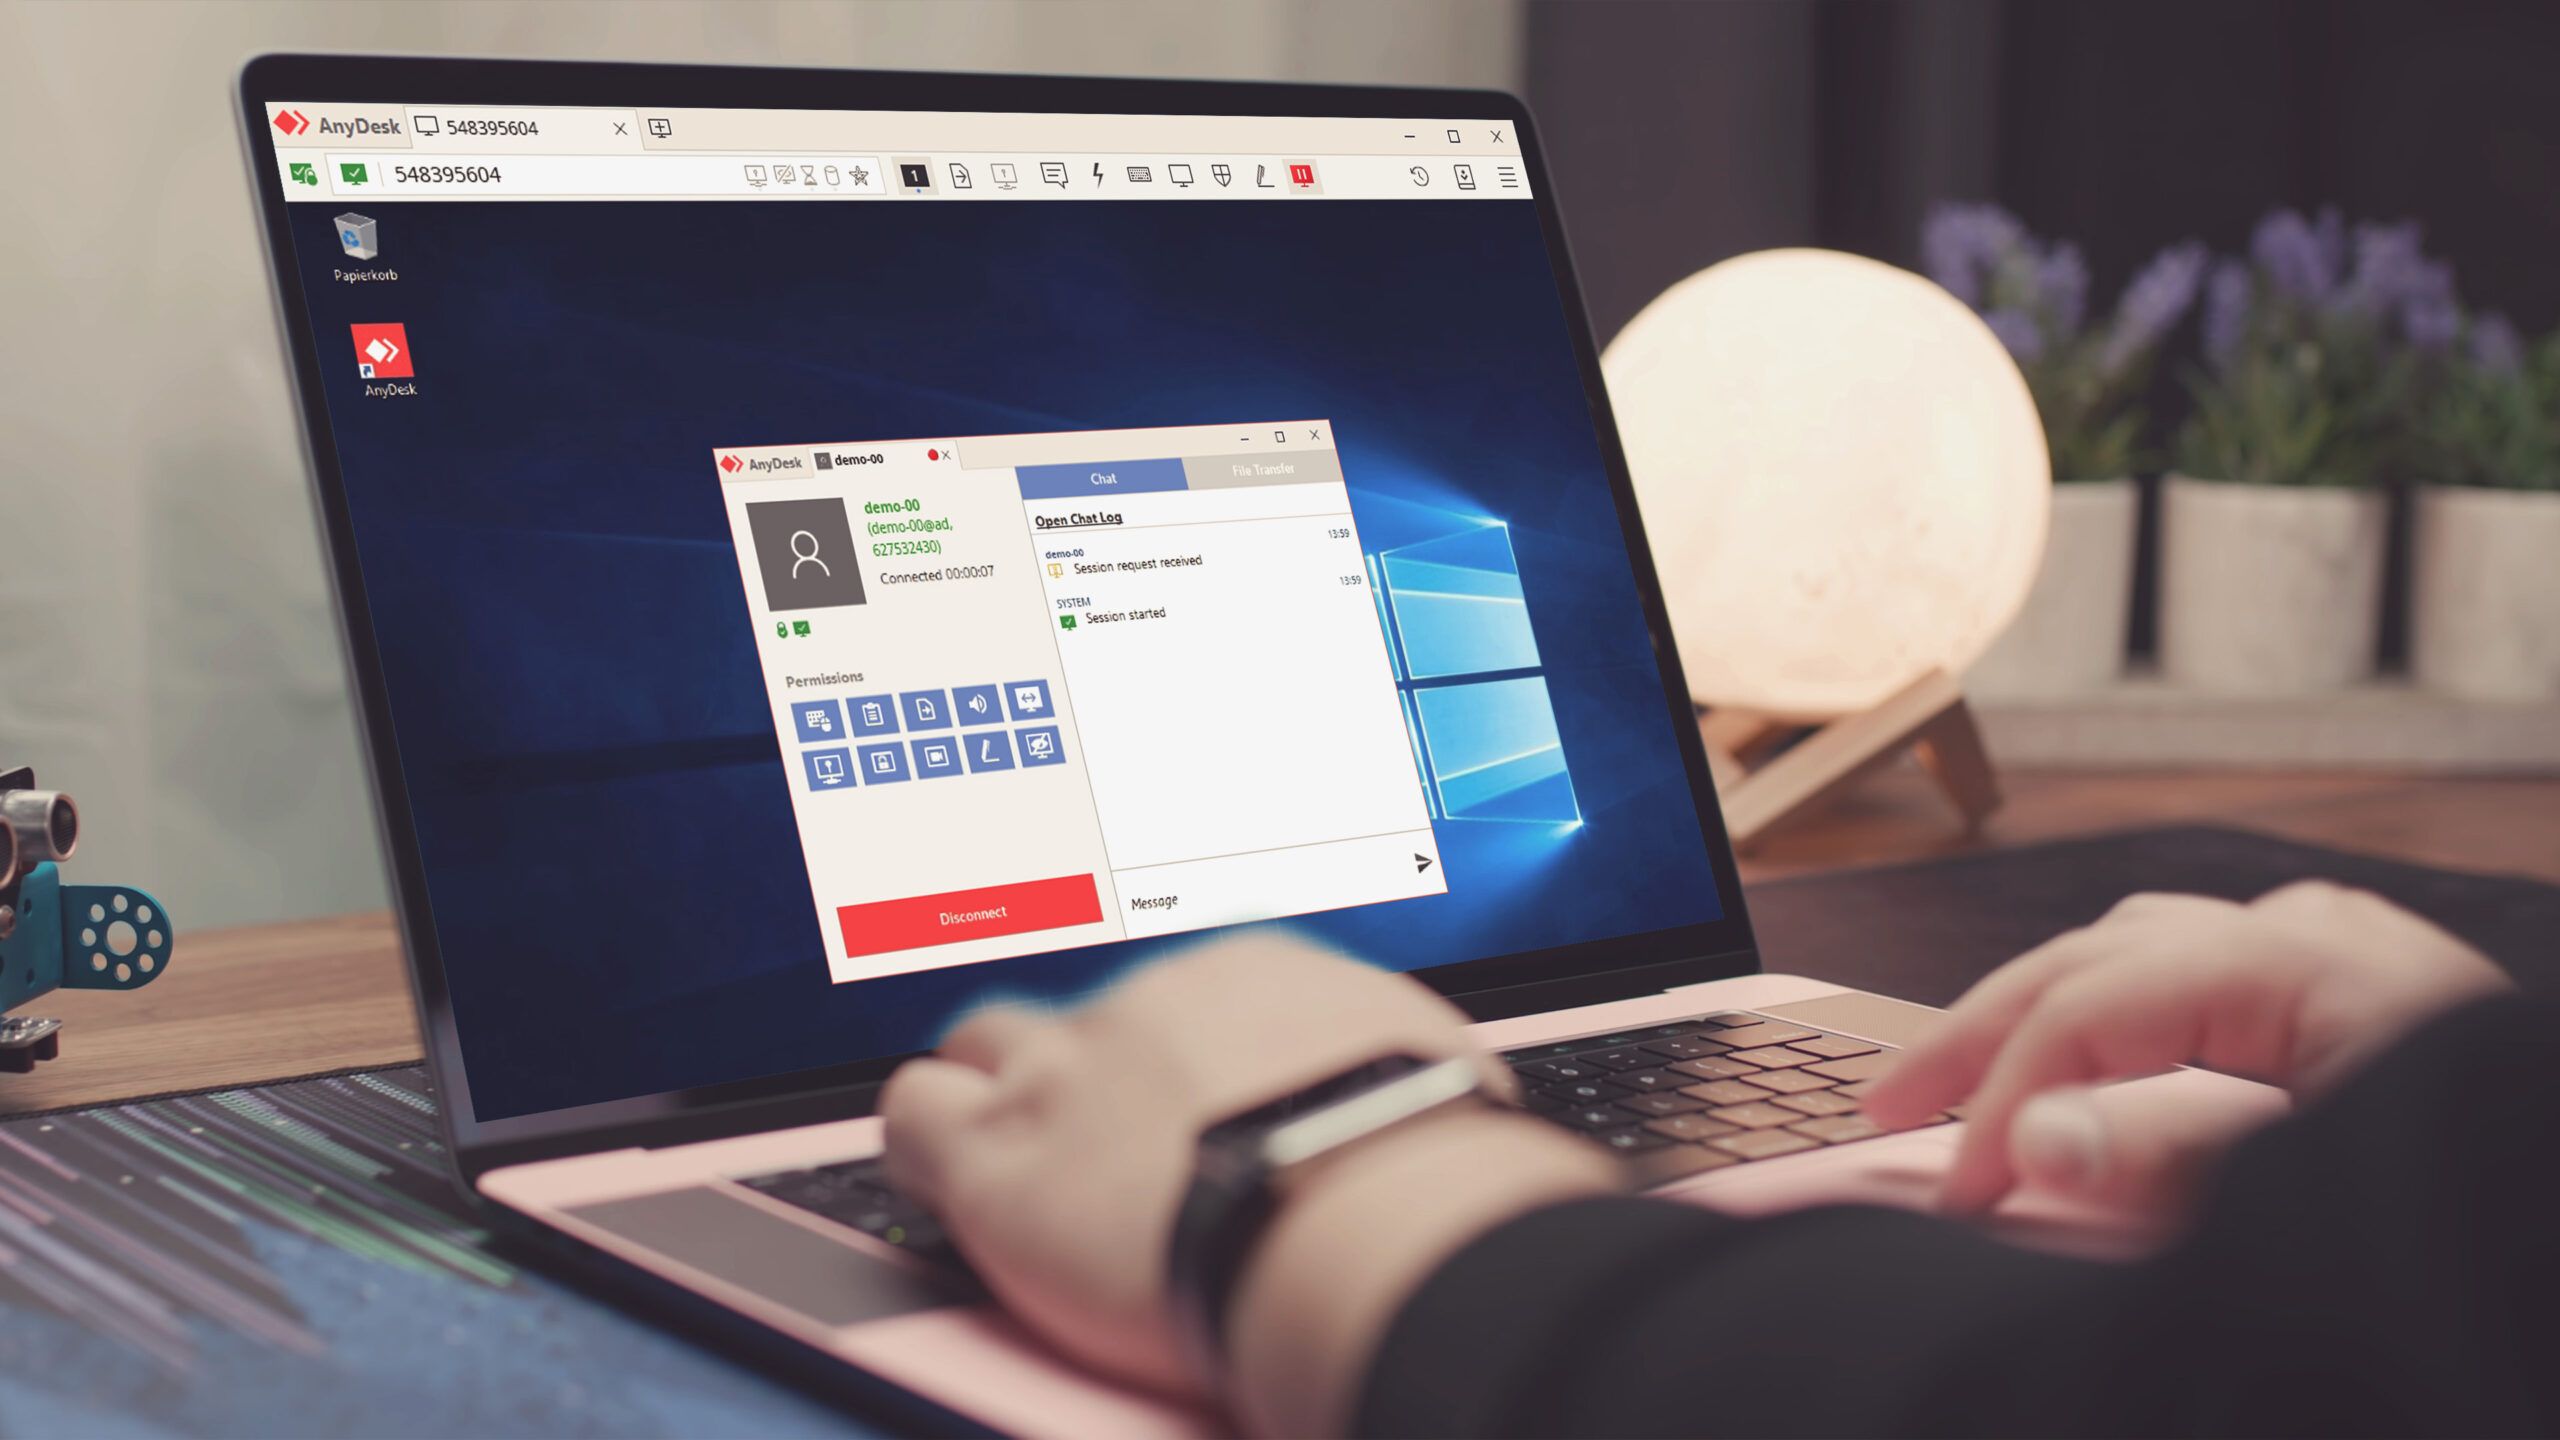 AnyDesk
548395604
548395604
1
Papierkorb
AnyDesk
AnyDesk
demo-00
demo-00
(demo-00@ad,
627532430)
Connected 00:00:07
Permissions
Disconnect
Chat
File Transfer
Open Chat Log
13:59
demo-00
Session request received
13:59
SYSTEM
Session started
Message